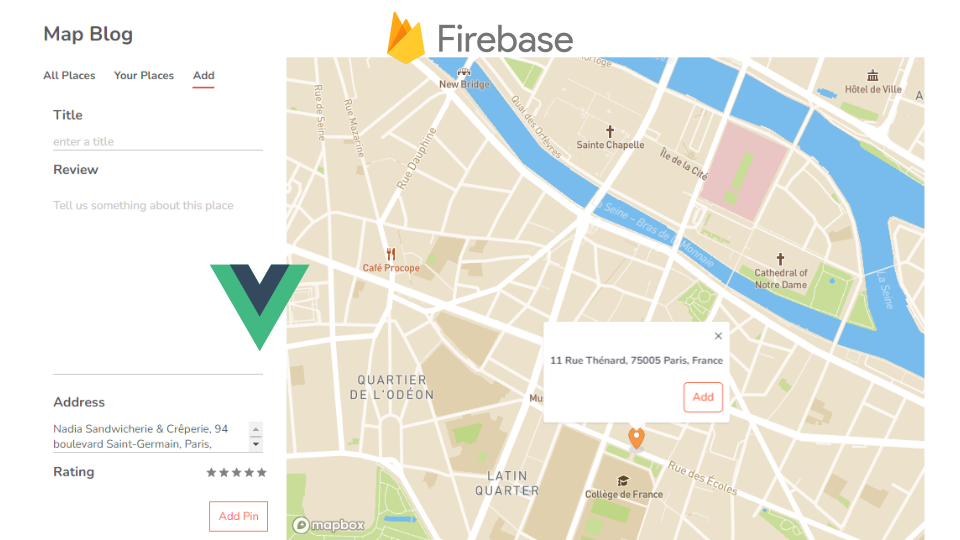 Map Blog
Firebase
All Places Your Places Add
Title
enter a title
Review
Tell us something about this place
Address
Nadia Sandwicherie & Crêperie, 94
boulevard Saint-Germain, Paris,
Rating
Add Pin
New Bridge
Hôtel de Ville
Rue de Seine
Rue Mazarine
Rue Dauphine
Quai des Orfèvres
Sainte Chapelle
Île de la Cité
La Seine - Bras de la Monnaie
Café Procope
Cathedral of
Notre Dame
La Seine
11 Rue Thénard, 75005 Paris, France
Add
QUARTIER
DE L'ODÉON
LATIN
QUARTER
Rue des Écoles
Collège de France
mapbox